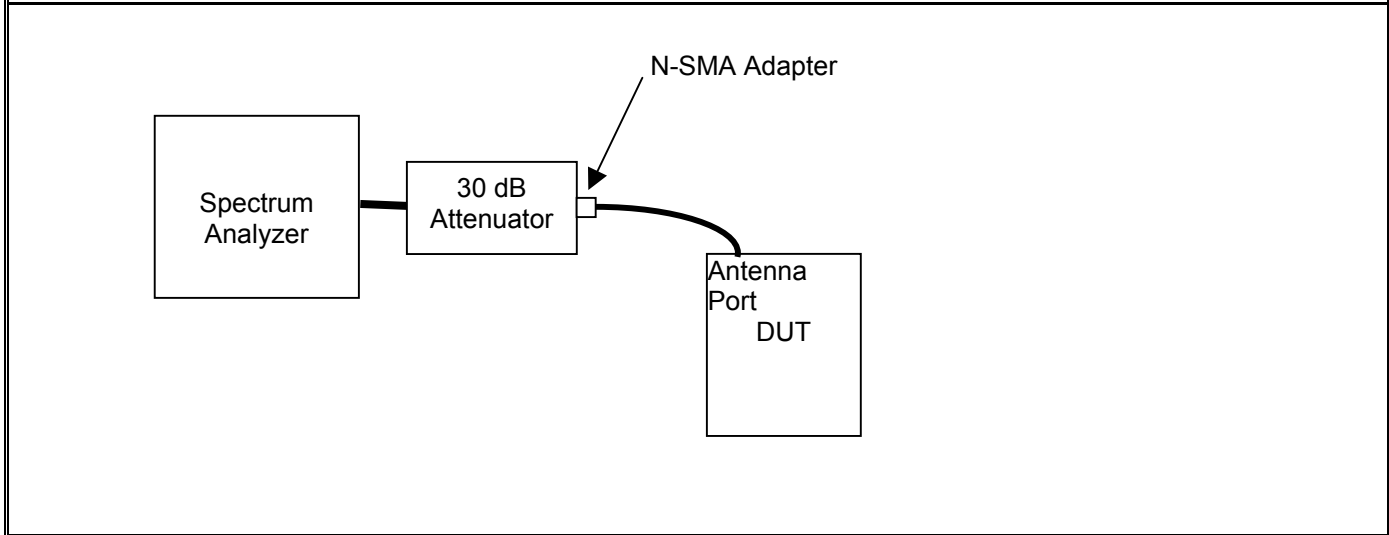 N-SMA Adapter
Spectrum
Analyzer
30 dB
Attenuator
Antenna
Port
DUT